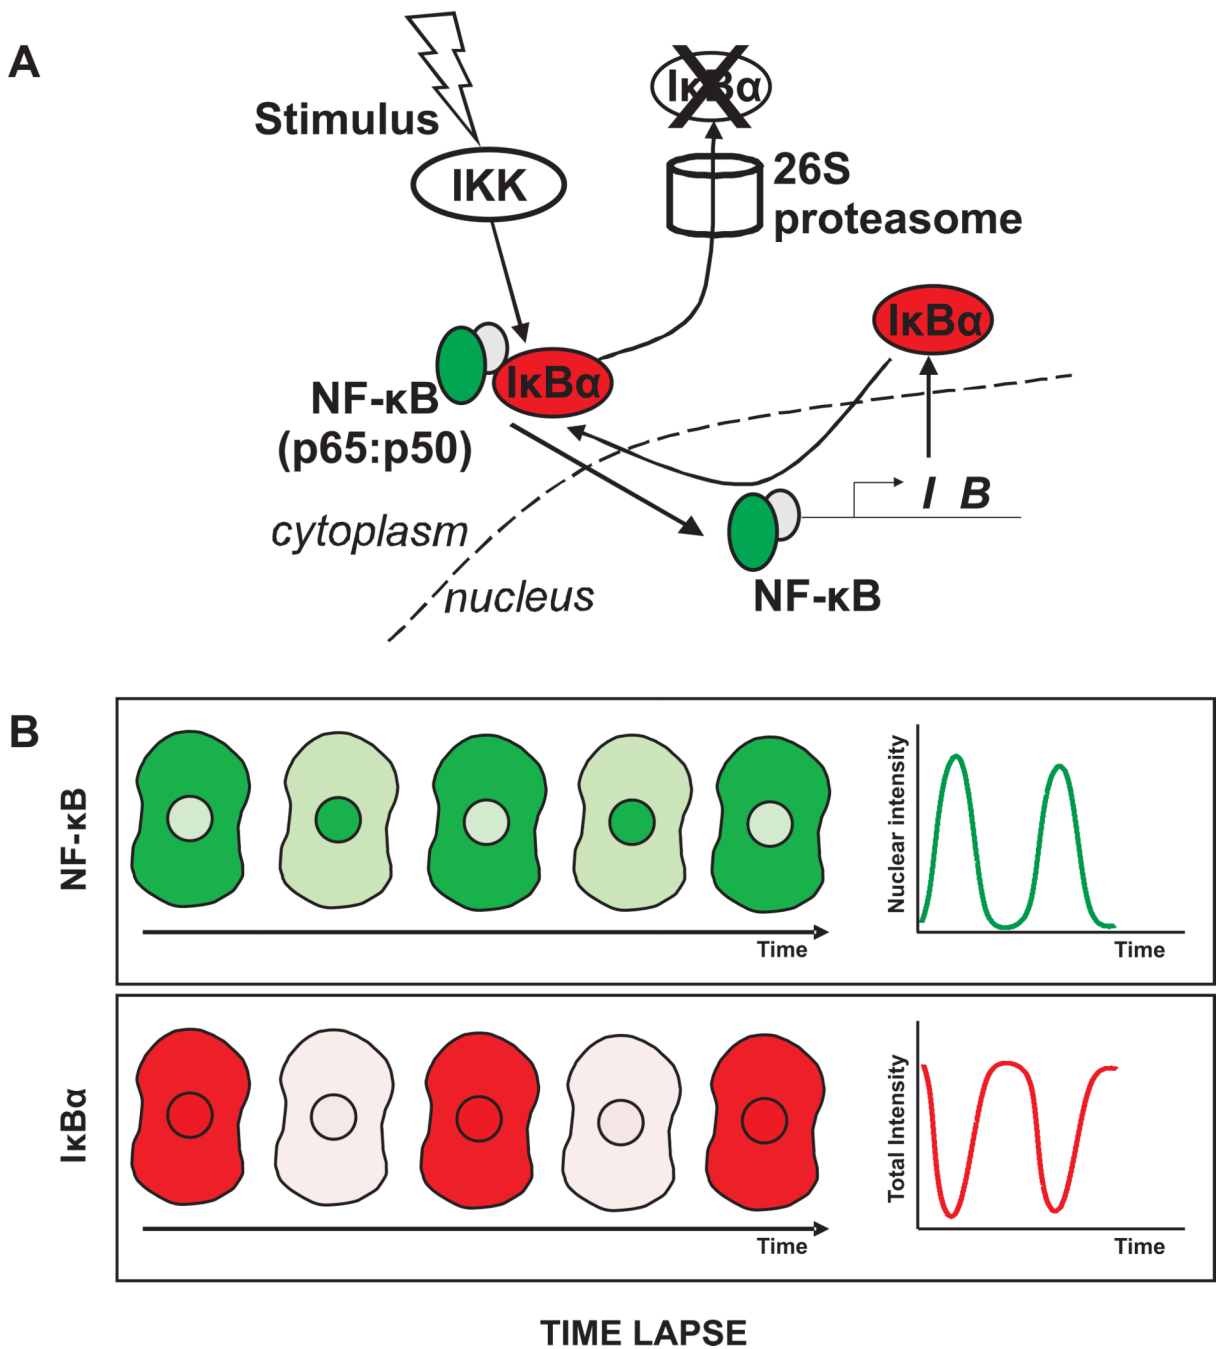 A
Stimulus
IKK
IκBα
26S
proteasome
IκBα
IκBα
NF-κB
(p65:p50)
cytoplasm
nucleus
I B
NF-κB
B
NF-κB
Time
Nuclear intensity
Time
IκBα
Time
Total Intensity
Time
TIME LAPSE